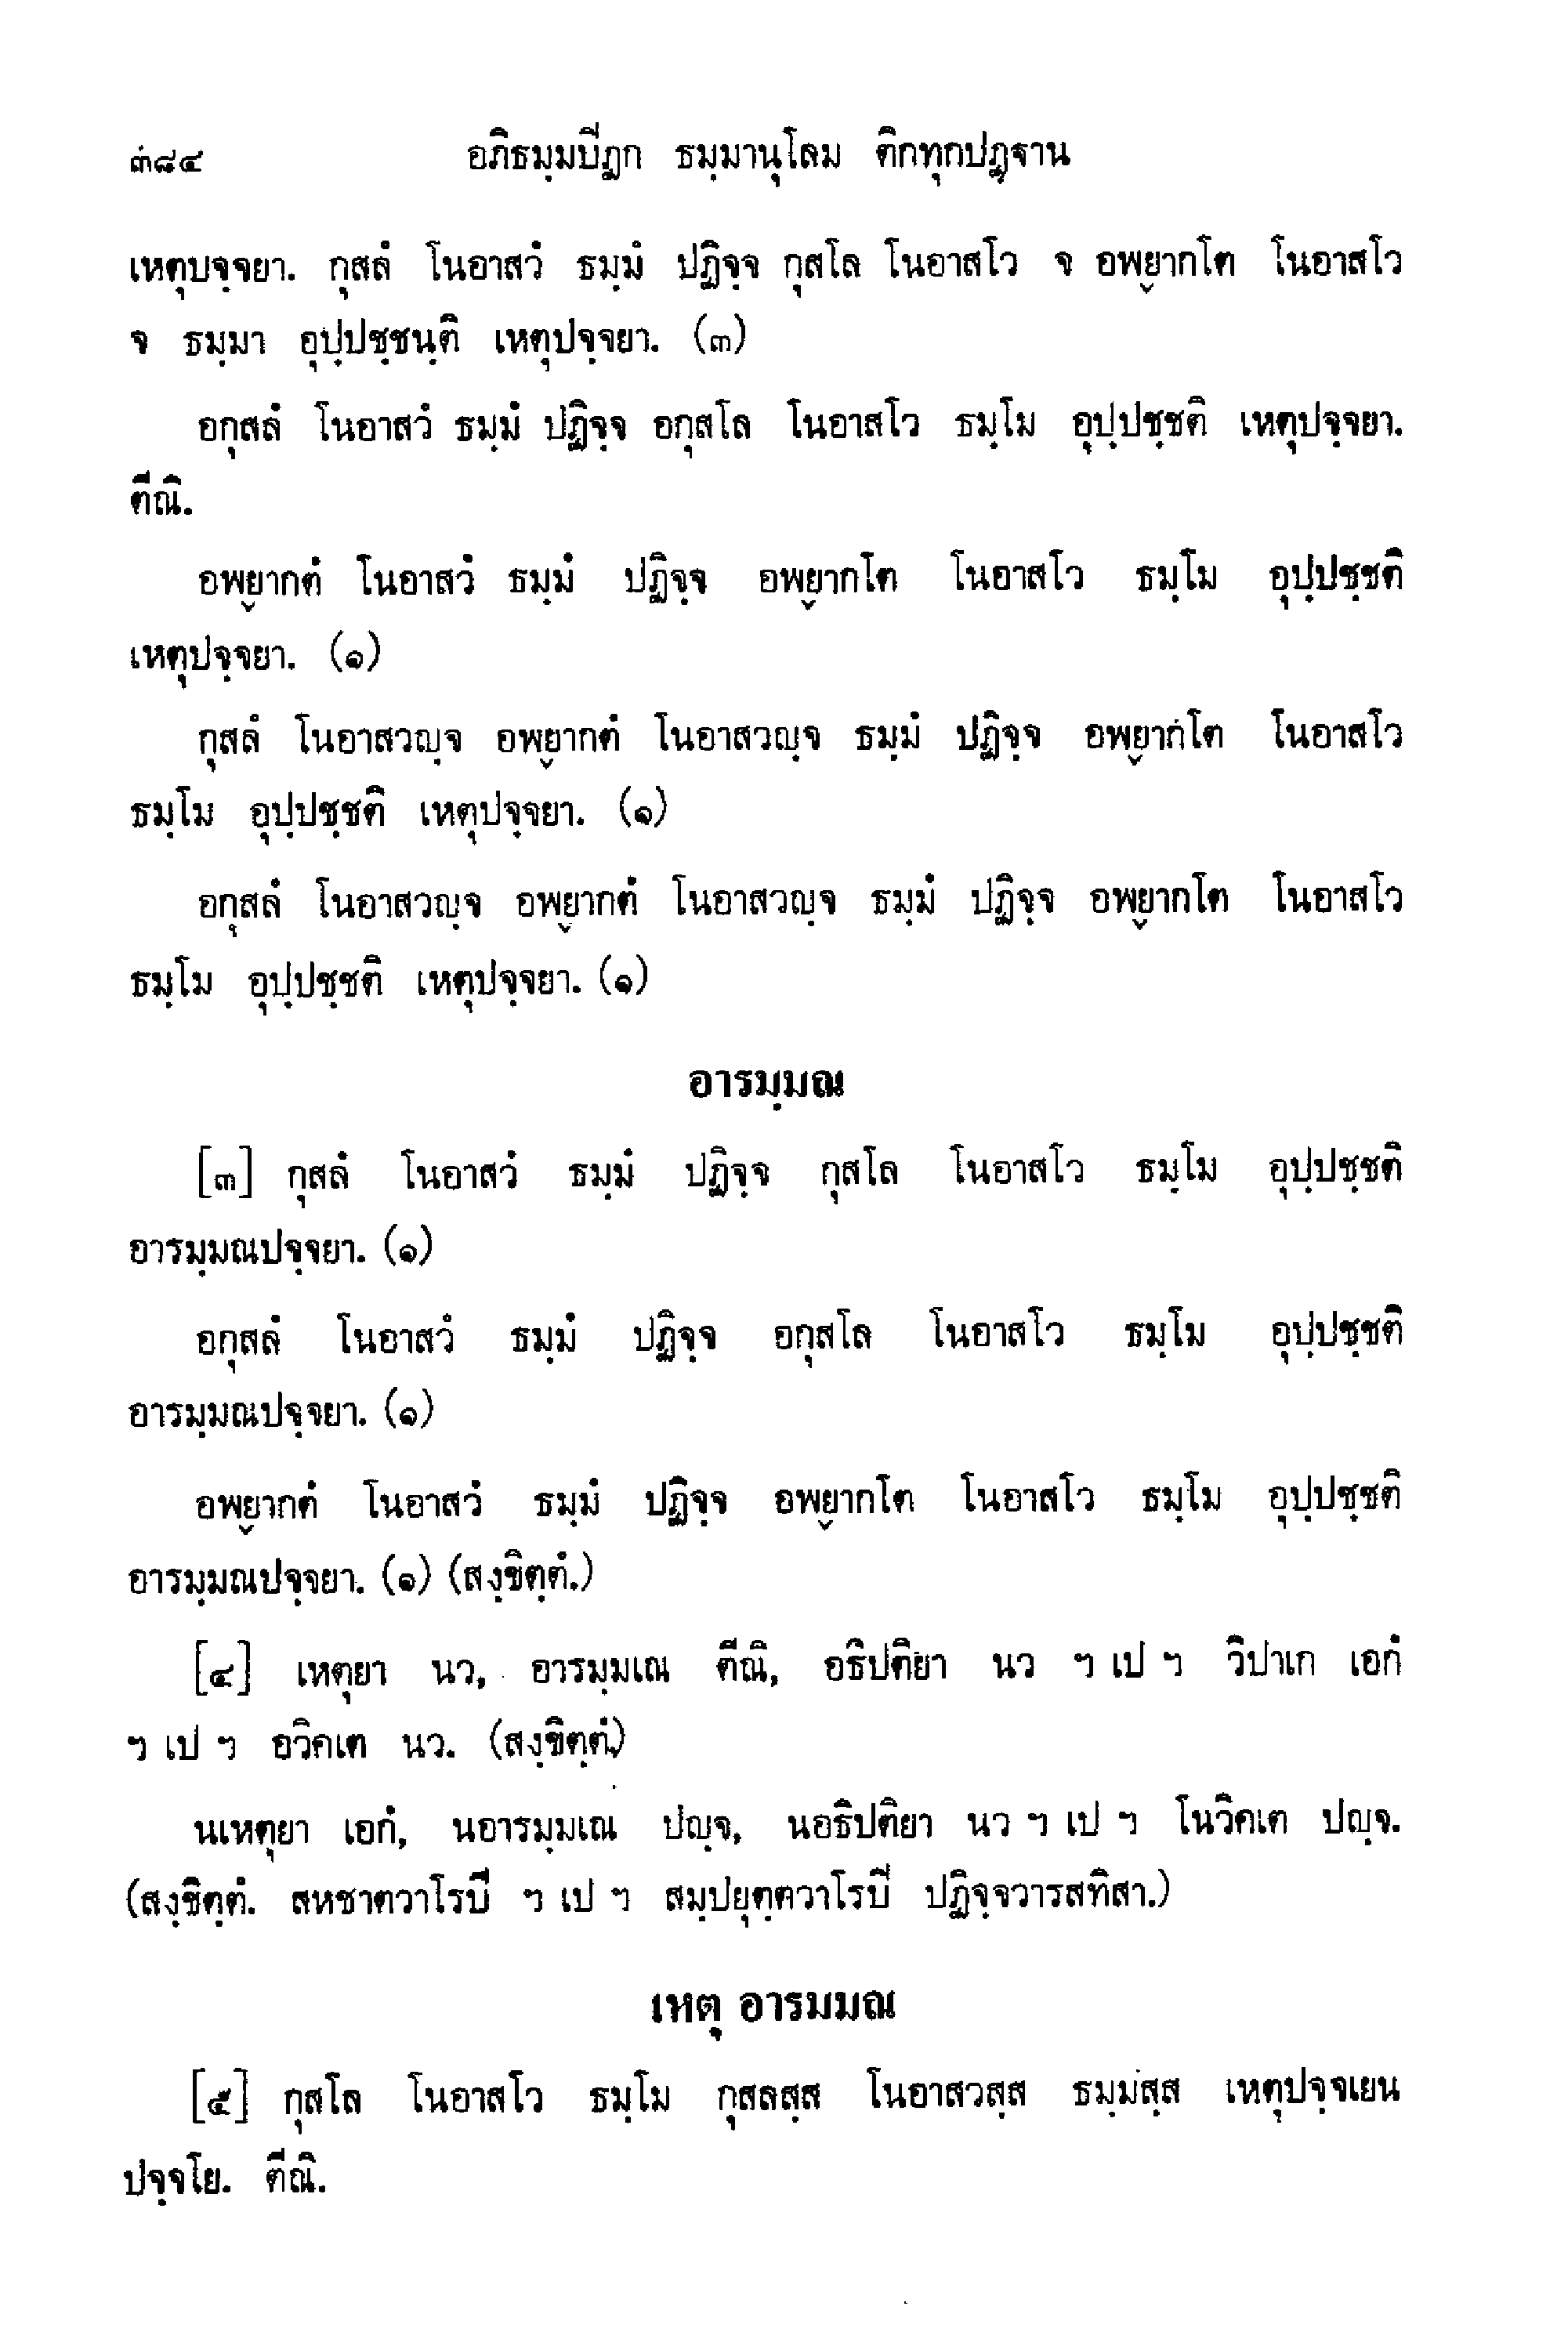 ๓๘๔ อภิธมฺมปีฎก ธมฺมานุโลม ติกทุกปฏฺฐาน
เหตุปจฺจยา. กุสลํ โนอาสวํ ธมฺมํ ปฏิจฺจ กุสโล โนอาสโว จ อพฺยากโต โนอาสโว
จ ธมฺมา อุปฺปชฺชนฺติ เหตุปจฺจยา. (๓)
อกุสลํ โนอาสวํ ธมฺมํ ปฏิจฺจ อกุสโล โนอาสโว ธมฺโม อุปฺปชฺชติ เหตุปจฺจยา.
ตีณิ.
อพฺยากตํ โนอาสวํ ธมฺมํ ปฏิจฺจ อพฺยากโต โนอาสโว ธมฺโม อุปฺปชฺชติ
เหตุปจฺจยา. (๑)
กุสลํ โนอาสวญฺจ อพฺยากตํ โนอาสวญฺจ ธมฺมํ ปฏิจฺจ อพฺยากโต โนอาสโว
ธมฺโม อุปฺปชฺชติ เหตุปจฺจยา. (๑)
อกุสลํ โนอาสวญฺจ อพฺยากตํ โนอาสวญฺจ ธมฺมํ ปฏิจฺจ อพฺยากโต โนอาสโว
ธมฺโม อุปฺปชฺชติ เหตุปจฺจยา. (๑)
อารมฺมณ
[๓] กุสลํ โนอาสวํ ธมฺมํ ปฏิจฺจ กุสโล โนอาสโว ธมฺโม อุปฺปชฺชติ
อารมฺมณปจฺจยา. (๑)
อกุสลํ โนอาสวํ ธมฺมํ ปฏิจฺจ อกุสโล โนอาสโว ธมฺโม อุปฺปชฺชติ
อารมฺมณปจฺจยา. (๑)
อพฺยากตํ โนอาสวํ ธมฺมํ ปฏิจฺจ อพฺยากโต โนอาสโว ธมฺโม อุปฺปชฺชติ
อารมฺมณปจฺจยา. (๑) (สงฺขิตฺตํ.)
[๔] เหตุยา นว, อารมฺมเณ ตีณิ, อธิปติยา นว ฯ เป ฯ วิปาเก เอกํ
ฯ เป ฯ อวิคเต นว. (สงฺขิตฺตํ.)
นเหตุยา เอกํ, นอารมฺมเณ ปญฺจ, นอธิปติยา นว ฯ เป ฯ โนวิคเต ปญฺจ.
(สงฺขิตฺตํ. สหชาตวาโรปี ฯ เป ฯ สมฺปยุตฺตวาโรปี ปฏิจฺจวารสทิสา.)
เหตุ อารมมณ
[๕] กุสโล โนอาสโว ธมฺโม กุสลสฺส โนอาสวสฺส ธมฺมสฺส เหตุปจฺจเยน
ปจฺจโย. ตีณิ.